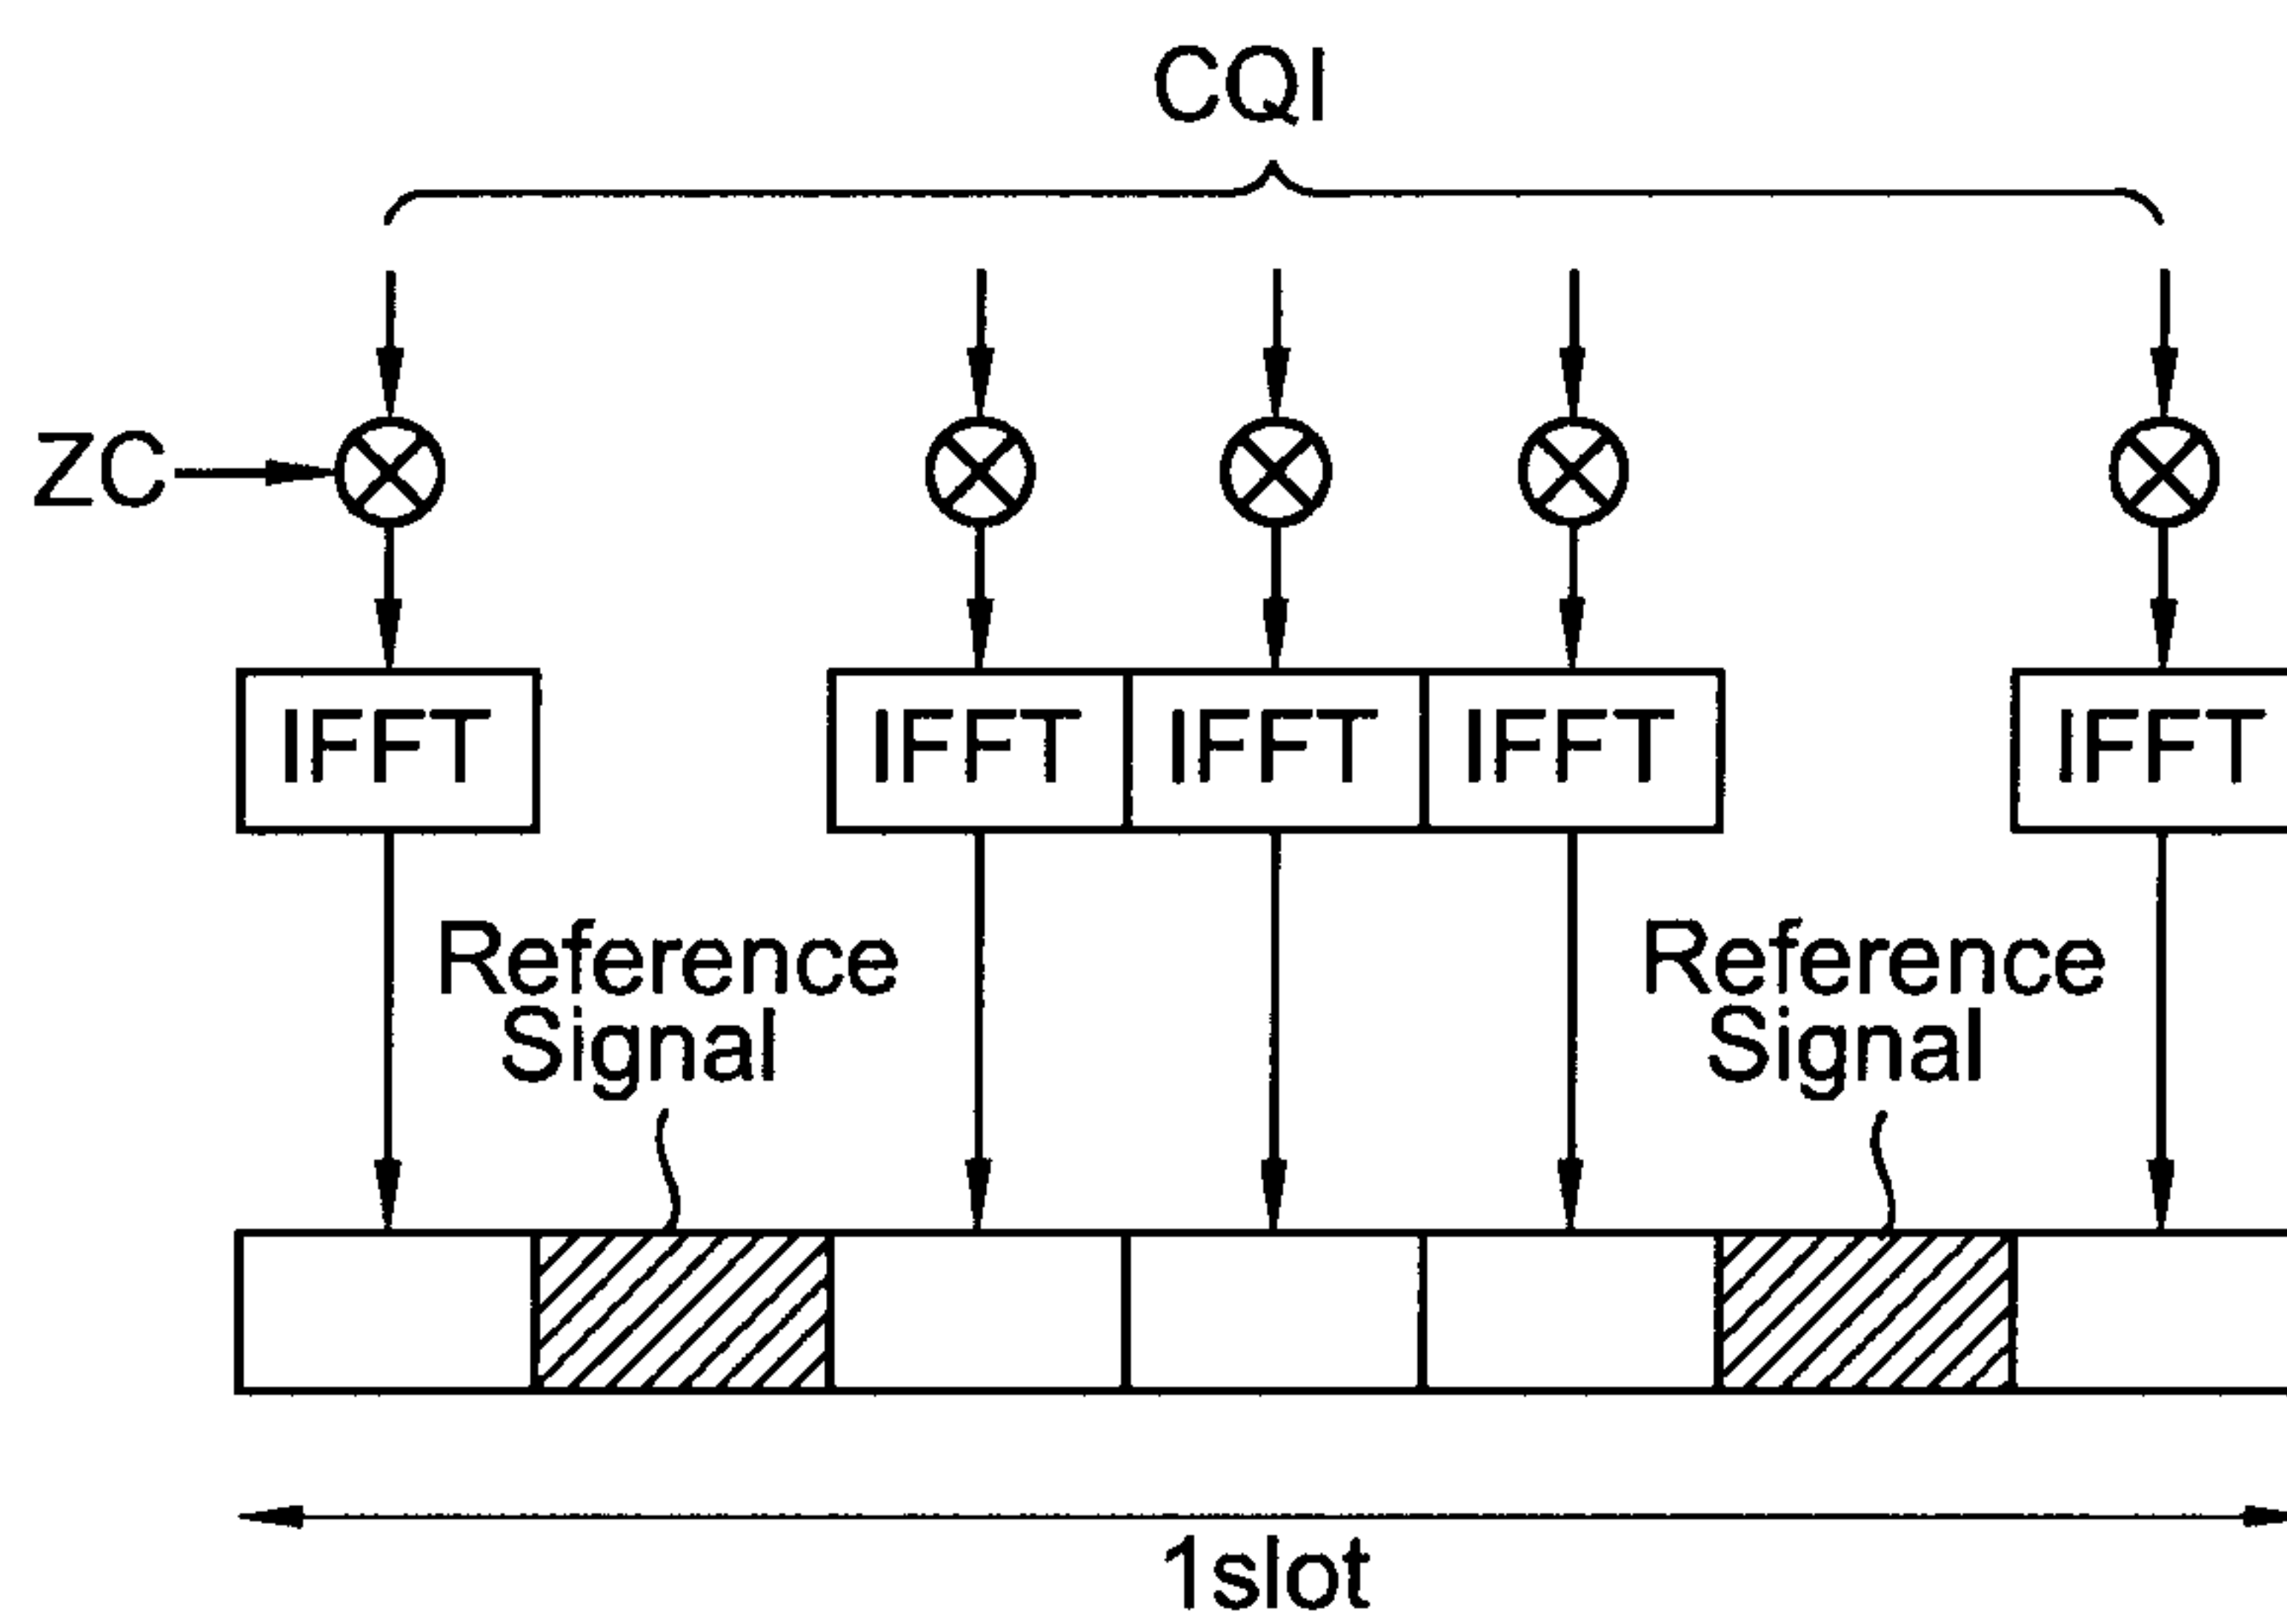 CQI
ZC
IFFT IFFT IFFT IFFT IFFT
Reference Reference
Signal Signal
1slot